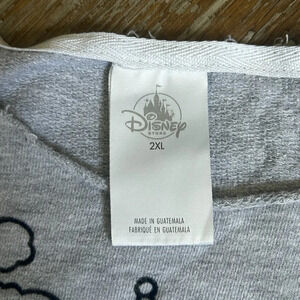 Disney
STORE
2XL
MADE IN GUATEMALA
FABRIQUÉ EN GUATEMALA